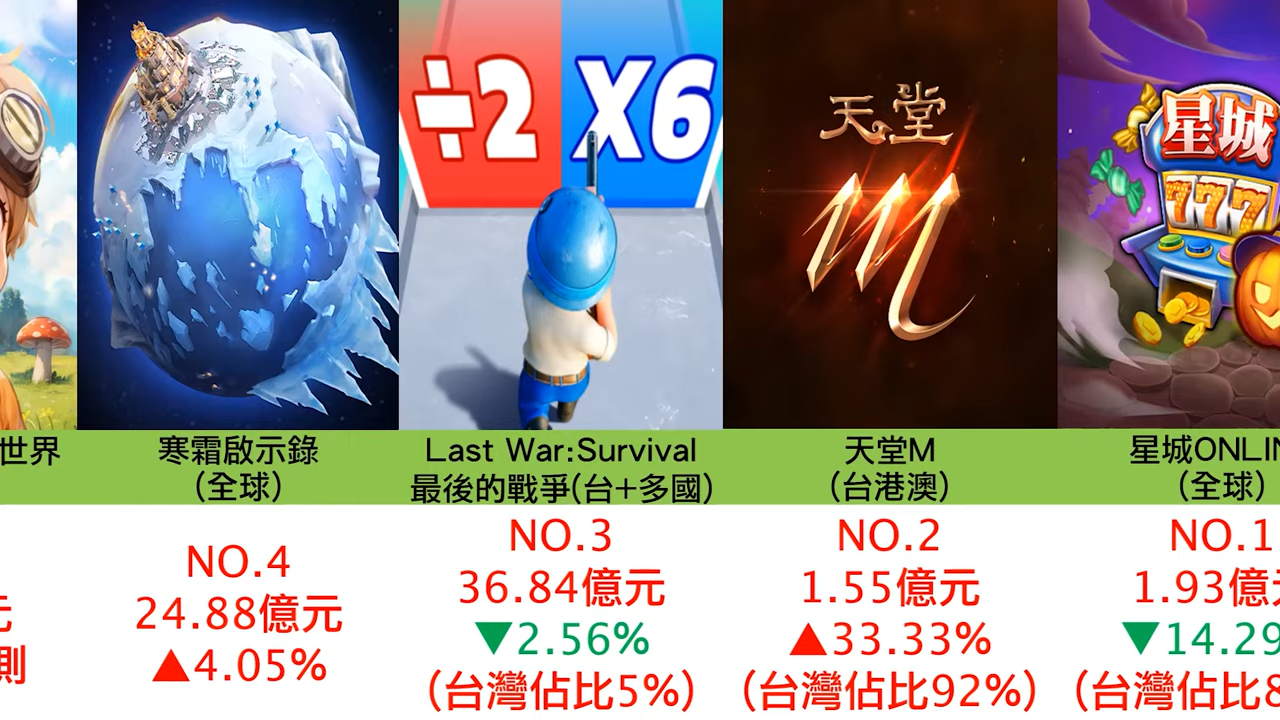 ÷2
X6
天堂
M
星城
777
世界
寒霜啟示錄
(全球)
Last War:Survival
最後的戰爭(台+多國)
天堂M
(台港澳)
星城ONLIN
(全球)
元
測
NO.4
24.88億元
▲4.05%
NO.3
36.84億元
▼2.56%
(台灣佔比5%)
NO.2
1.55億元
▲33.33%
(台灣佔比92%)
NO.1
1.93億元
▼14.29
(台灣佔比8